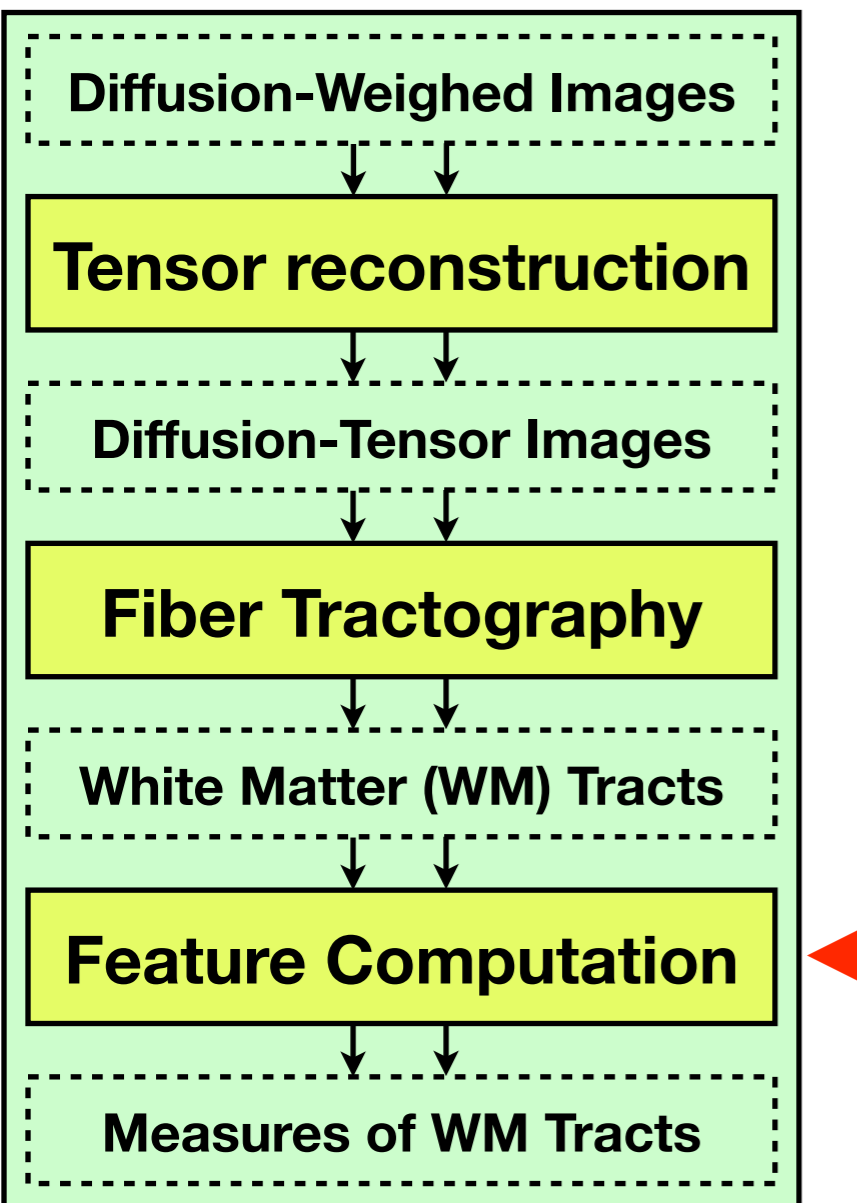 Diffusion-Weighed Images
Tensor reconstruction
Diffusion-Tensor Images
Fiber Tractography
White Matter (WM) Tracts
Feature Computation
Measures of WM Tracts